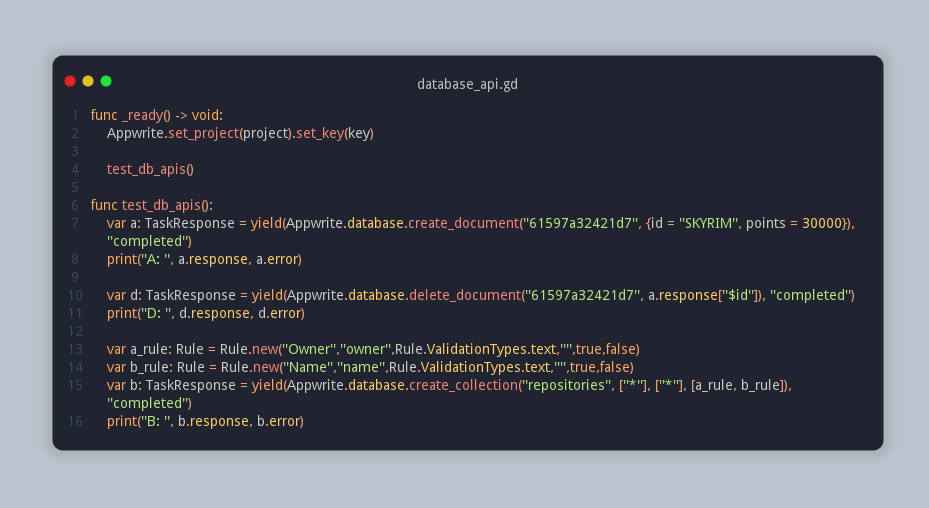 database_api.gd
1 func _ready() -> void:
2 Appwrite.set_project(project).set_key(key)
3
4 test_db_apis()
5
6 func test_db_apis():
7 var a: TaskResponse = yield(Appwrite.database.create_document("61597a32421d7", {id = "SKYRIM", points = 30000}),
"completed")
8 print("A: ", a.response, a.error)
9
10 var d: TaskResponse = yield(Appwrite.database.delete_document("61597a32421d7", a.response["$id"]), "completed")
11 print("D: ", d.response, d.error)
12
13 var a_rule: Rule = Rule.new("Owner","owner",Rule.ValidationTypes.text,"",true,false)
14 var b_rule: Rule = Rule.new("Name","name",Rule.ValidationTypes.text,"",true,false)
15 var b: TaskResponse = yield(Appwrite.database.create_collection("repositories", ["*"], ["*"], [a_rule, b_rule]),
"completed")
16 print("B: ", b.response, b.error)